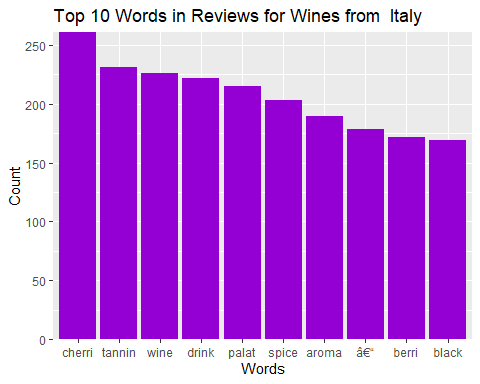 Top 10 Words in Reviews for Wines from  Italy
Count
250
200
150
100
50
0
cherri tannin wine drink palat spice aroma â€“ berri black
Words